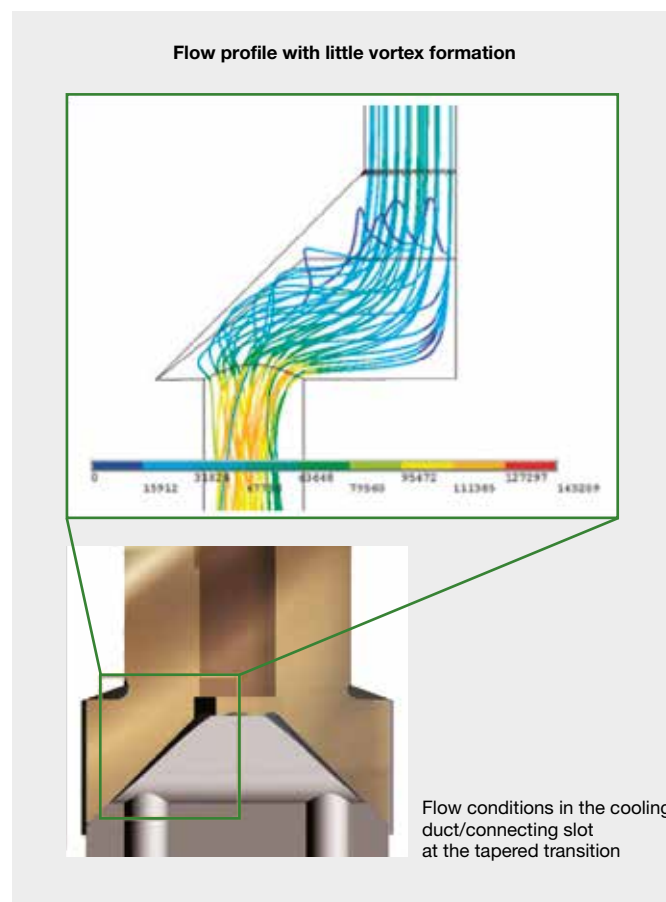 Flow profile with little vortex formation
0 63648 95472 127297
15912 79560 111385 143209
Flow conditions in the cooling
duct/connecting slot
at the tapered transition